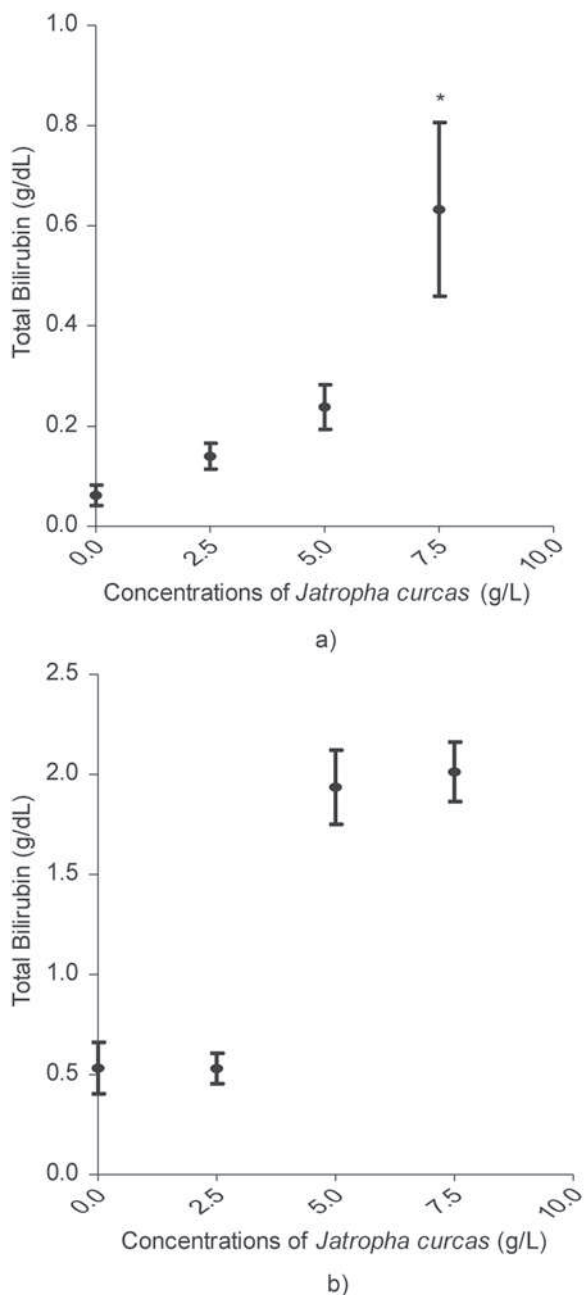 1.0
0.8
0.6
0.4
0.2
0.0
Total Bilirubin (g/dL)
*
0.0 2.5 5.0 7.5 10.0
Concentrations of Jatropha curcas (g/L)
a)
2.5
2.0
1.5
1.0
0.5
0.0
Total Bilirubin (g/dL)
0.0 2.5 5.0 7.5 10.0
Concentrations of Jatropha curcas (g/L)
b)